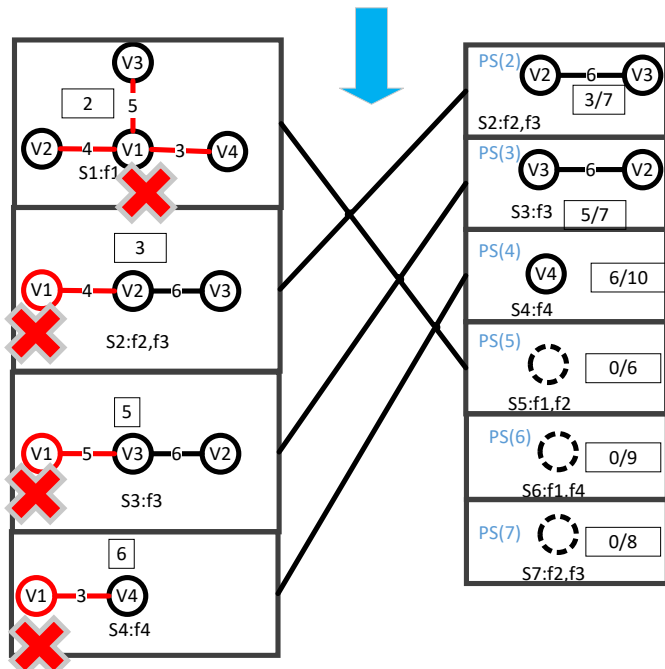 V3
2
5
V2
4
V1
3
V4
S1:f1
3
V1
4
V2
6
V3
S2:f2,f3
5
V1
5
V3
6
V2
S3:f3
6
V1
3
V4
S4:f4
PS(2)
V2
6
V3
3/7
S2:f2,f3
PS(3)
V3
6
V2
S3:f3
5/7
PS(4)
V4
6/10
S4:f4
PS(5)
0/6
S5:f1,f2
PS(6)
0/9
S6:f1,f4
PS(7)
0/8
S7:f2,f3